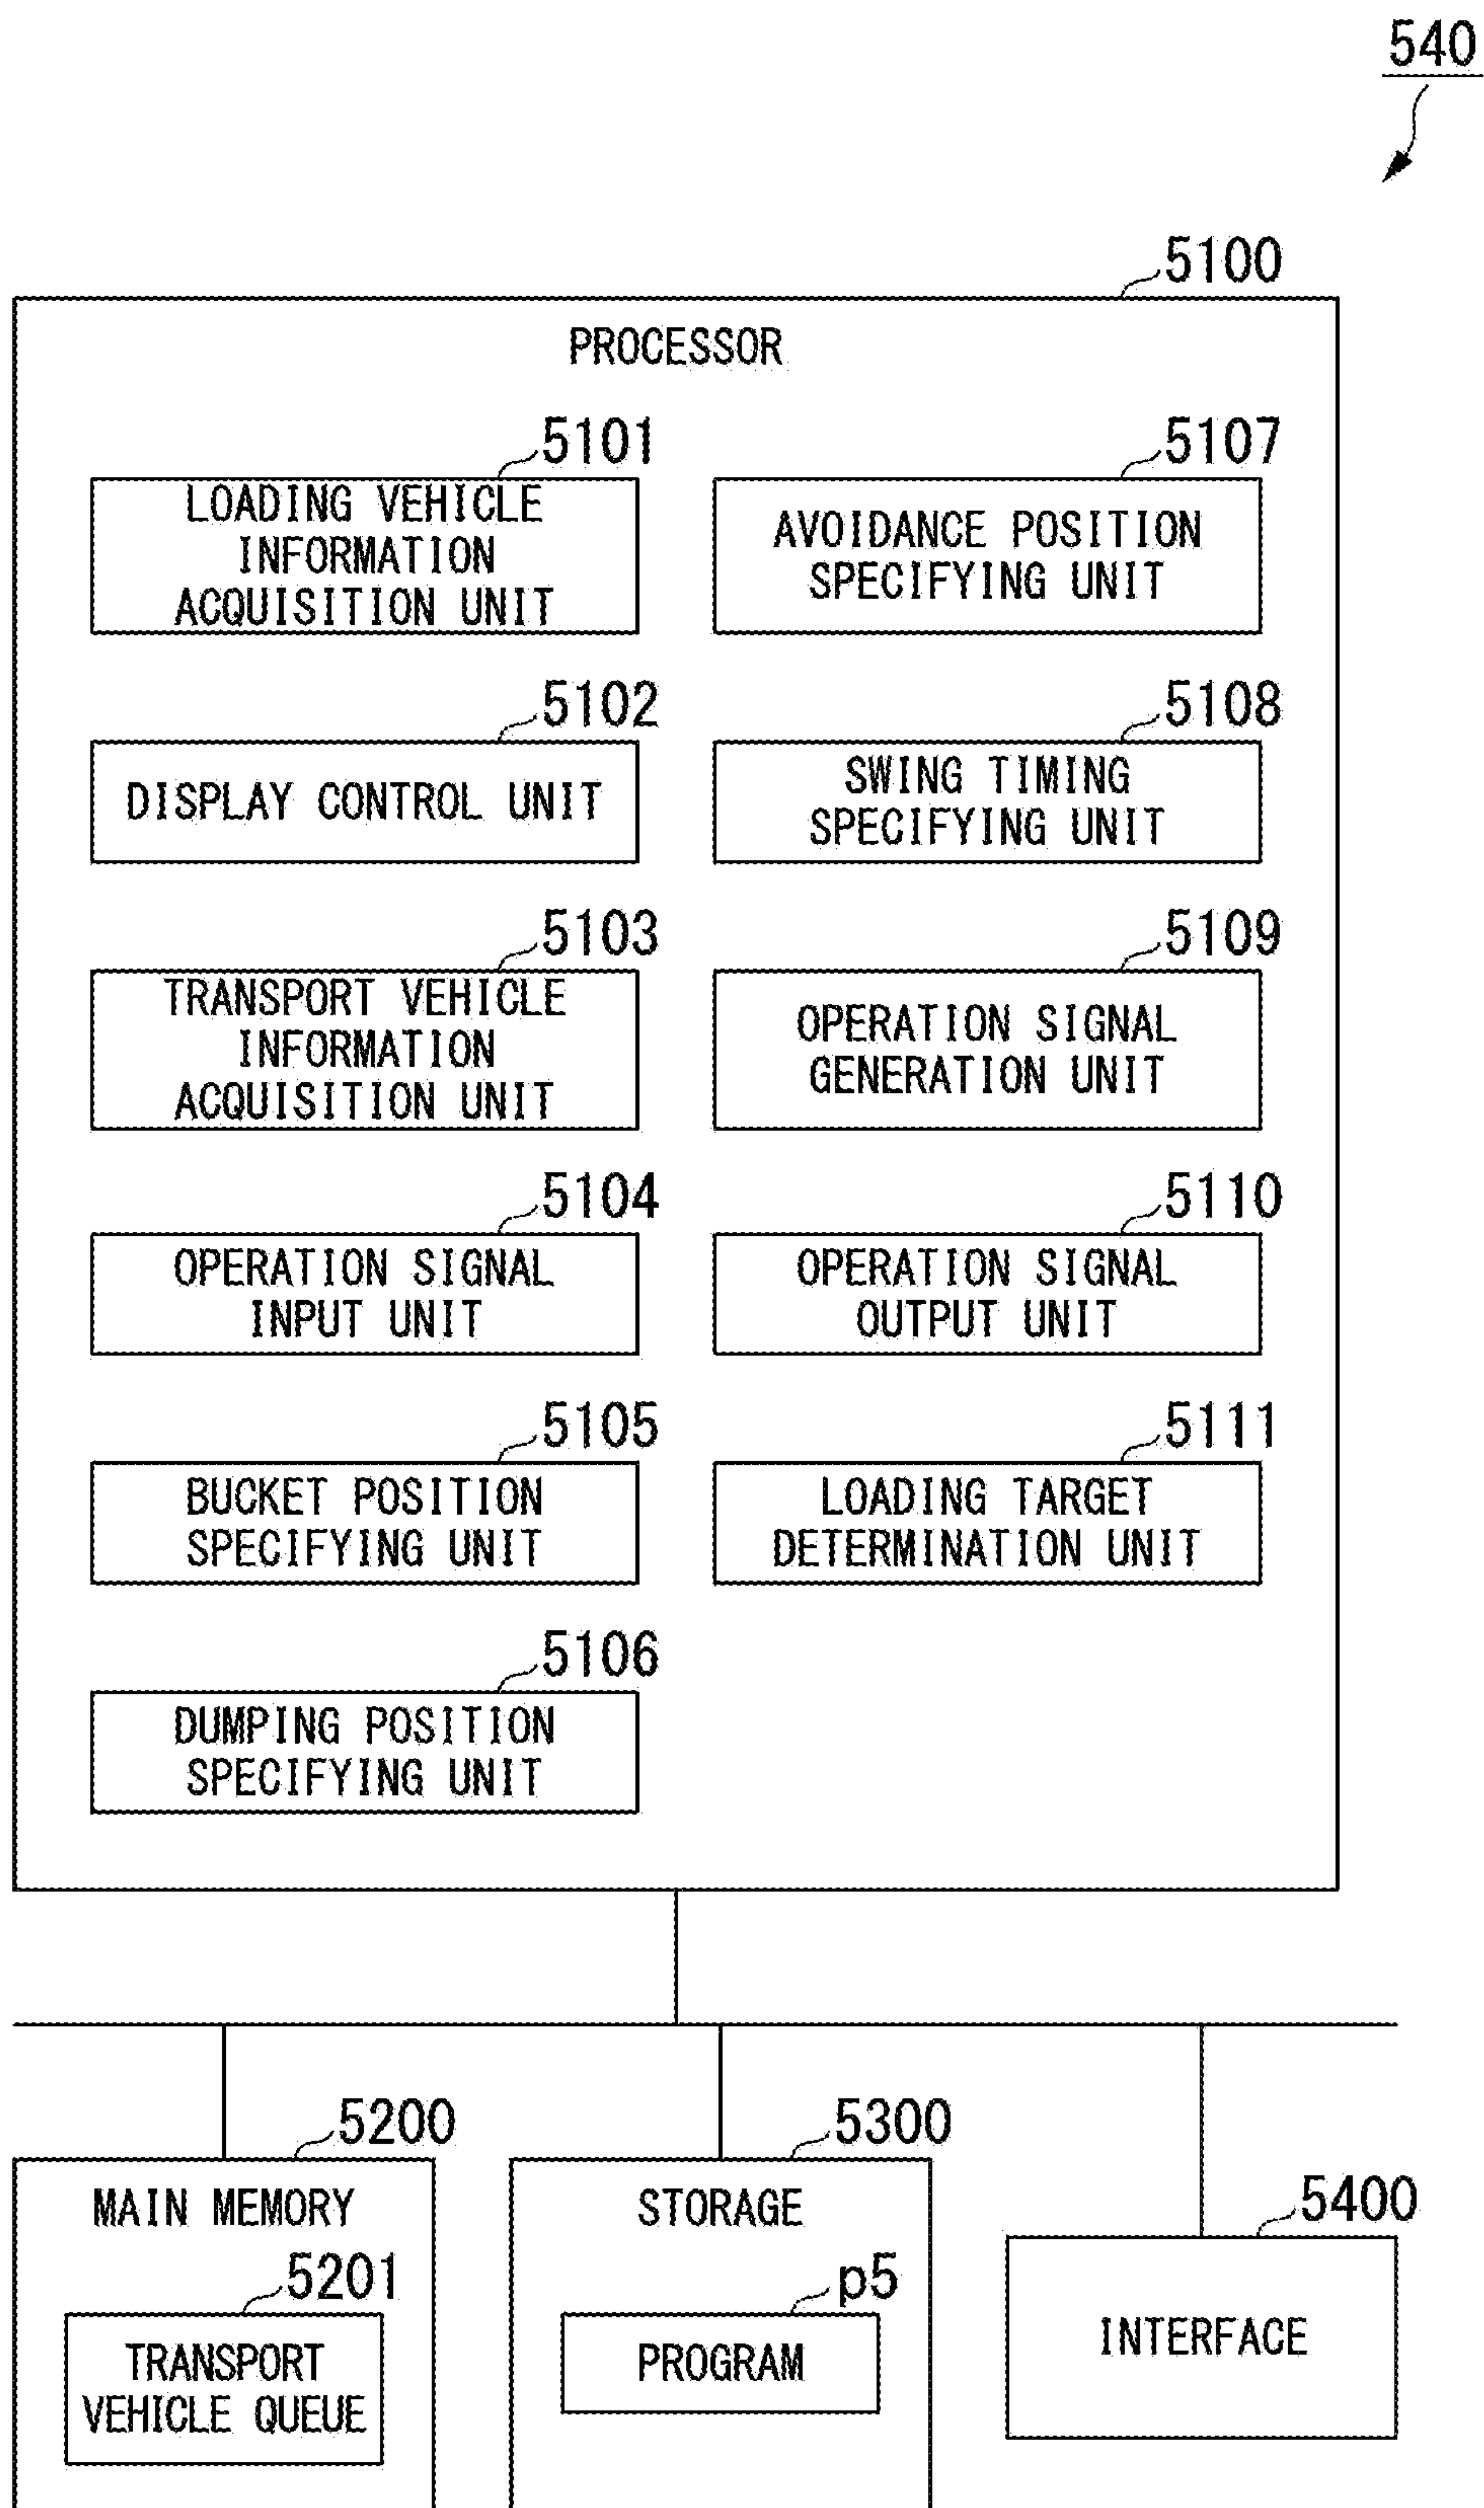 540
5100
PROCESSOR
5101
LOADING VEHICLE
INFORMATION
ACQUISITION UNIT
5107
AVOIDANCE POSITION
SPECIFYING UNIT
5102
DISPLAY CONTROL UNIT
5108
SWING TIMING
SPECIFYING UNIT
5103
TRANSPORT VEHICLE
INFORMATION
ACQUISITION UNIT
5109
OPERATION SIGNAL
GENERATION UNIT
5104
OPERATION SIGNAL
INPUT UNIT
5110
OPERATION SIGNAL
OUTPUT UNIT
5105
BUCKET POSITION
SPECIFYING UNIT
5111
LOADING TARGET
DETERMINATION UNIT
5106
DUMPING POSITION
SPECIFYING UNIT
5200
MAIN MEMORY
5201
TRANSPORT
VEHICLE QUEUE
5300
STORAGE
p5
PROGRAM
5400
INTERFACE